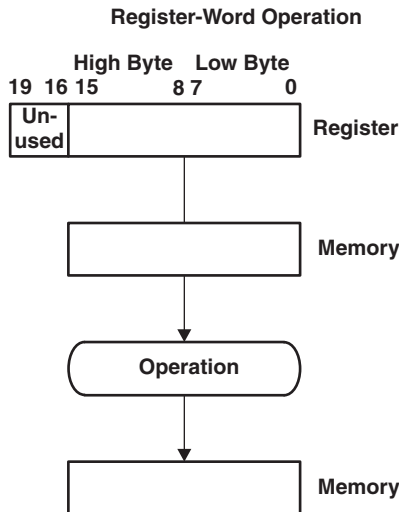 Register-Word Operation
High Byte Low Byte
19 16 15 8 7 0
Un-
used
Register
Memory
Operation
Memory